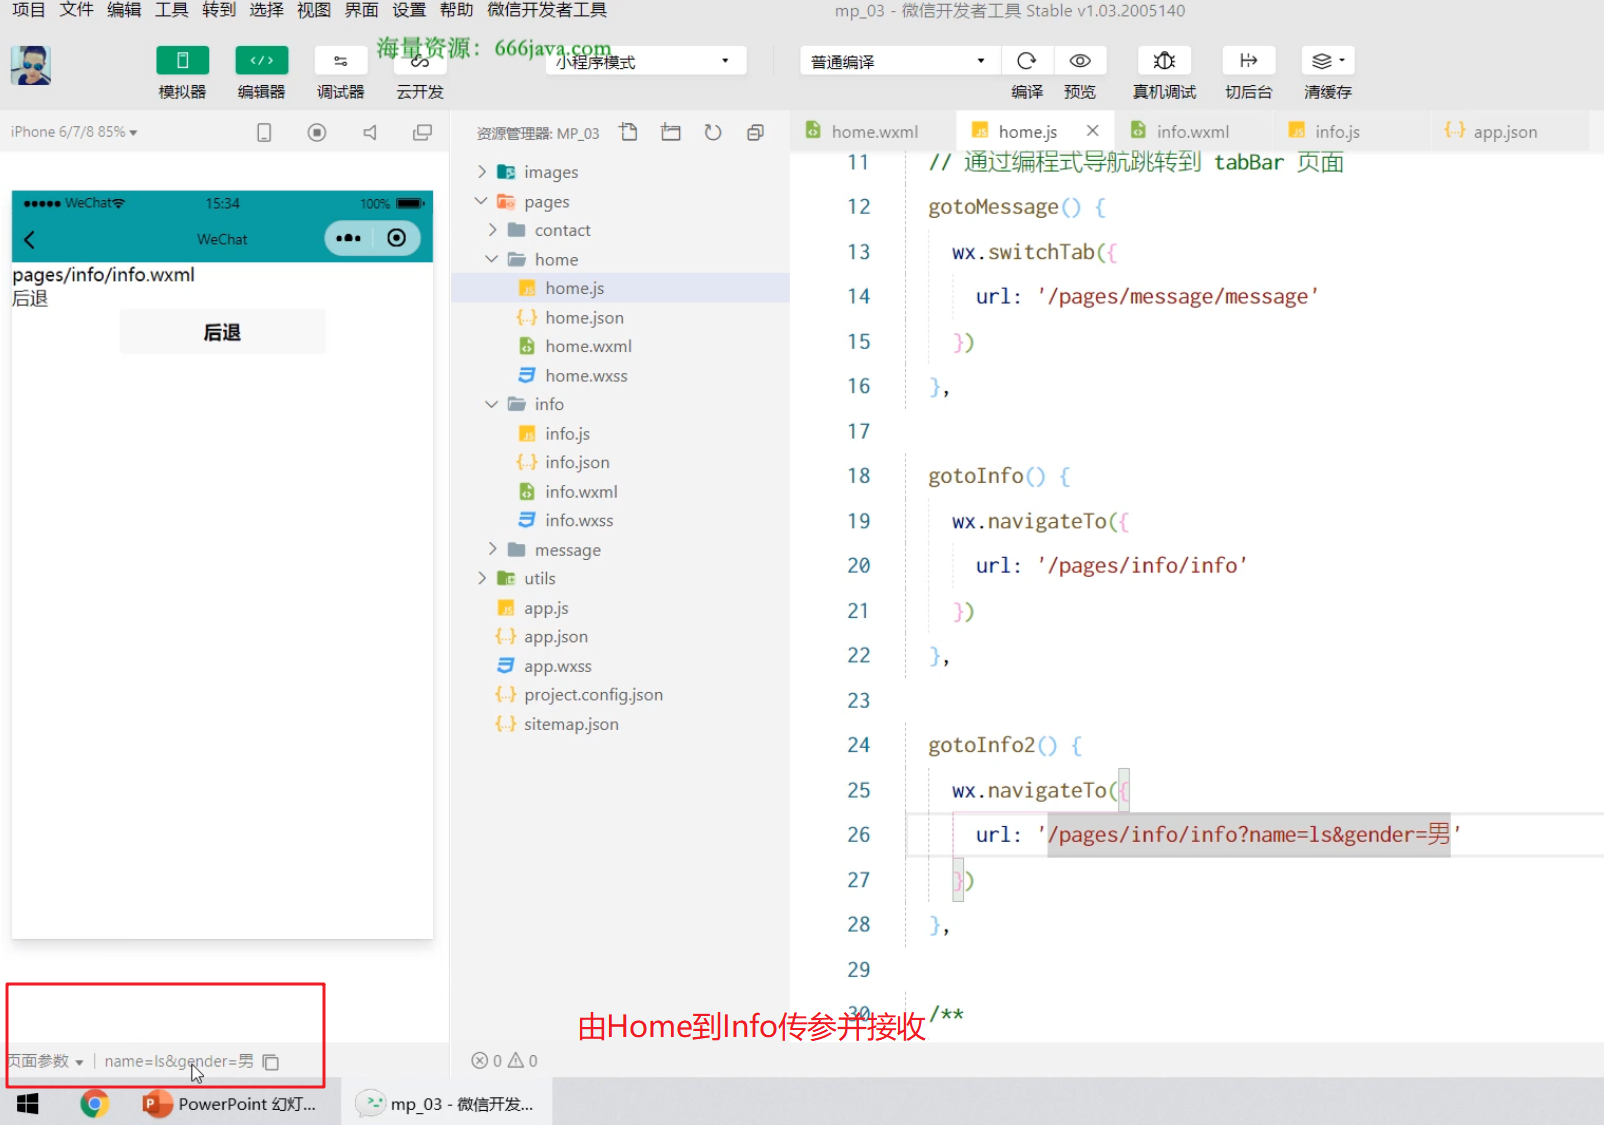 项目 文件 编辑 工具 转到 选择 视图 界面 设置 帮助 微信开发者工具
mp_03 - 微信开发者工具 Stable v1.03.2005140
海量资源：666java.com
小程序模式
普通编译
模拟器 编辑器 调试器 云开发
编译 预览 真机调试 切后台 清缓存
iPhone 6/7/8 85%
资源管理器: MP_03
home.wxml
home.js
info.wxml
info.js
app.json
WeChat
15:34
100%
WeChat
pages/info/info.wxml
后退
后退
images
pages
contact
home
home.js
home.json
home.wxml
home.wxss
info
info.js
info.json
info.wxml
info.wxss
message
utils
app.js
app.json
app.wxss
project.config.json
sitemap.json
11 // 通过编程式导航跳转到 tabBar 页面
12 gotoMessage() {
13 wx.switchTab({
14 url: '/pages/message/message'
15 })
16 },
17
18 gotoInfo() {
19 wx.navigateTo({
20 url: '/pages/info/info'
21 })
22 },
23
24 gotoInfo2() {
25 wx.navigateTo({
26 url: '/pages/info/info?name=ls&gender=男'
27 })
28 },
29
30 /**
由Home到Info传参并接收
页面参数 name=ls&gender=男
0 0
PowerPoint 幻灯...
mp_03 - 微信开发...